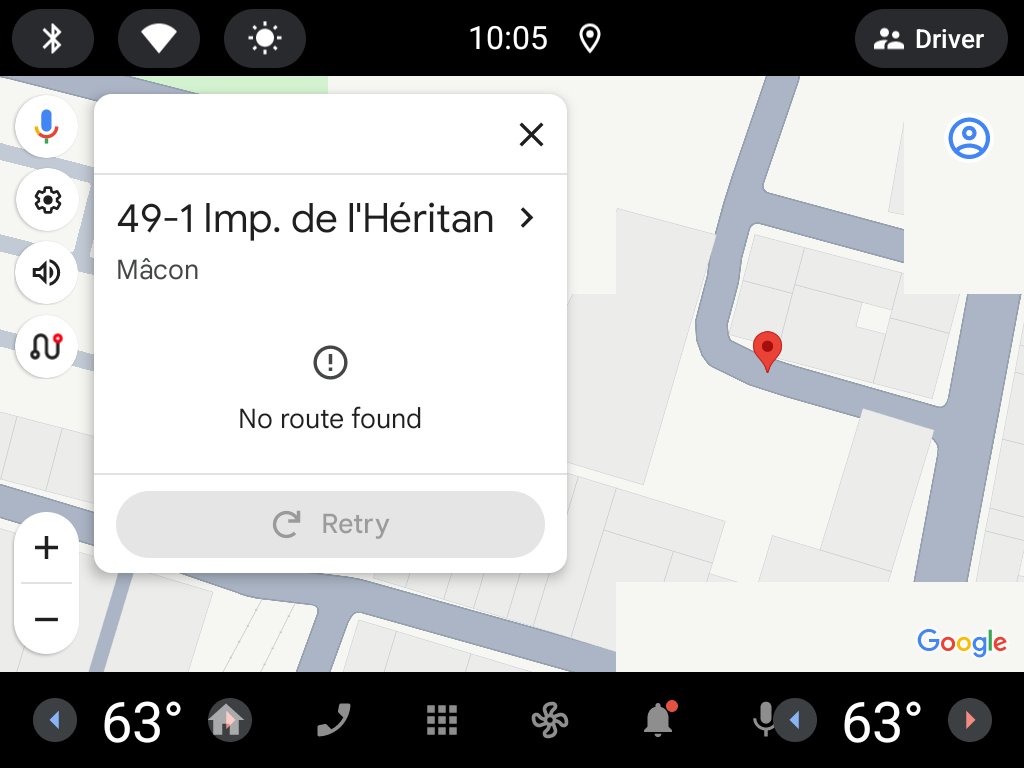 10:05
Driver
49-1 Imp. de l'Héritan
Mâcon
No route found
Retry
Google
63°
63°